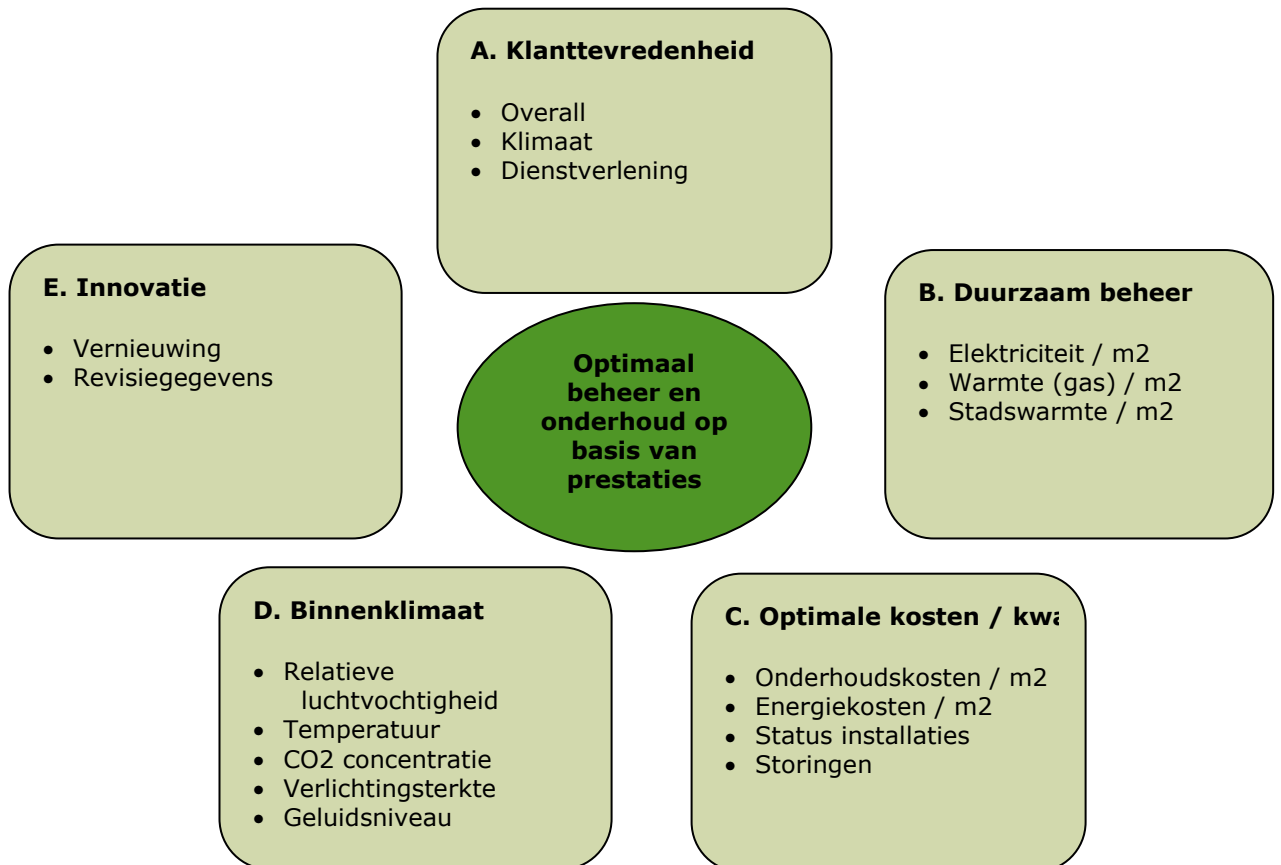 A. Klanttevredenheid
• Overall
• Klimaat
• Dienstverlening
E. Innovatie
• Vernieuwing
• Revisiegegevens
Optimaal
beheer en
onderhoud op
basis van
prestaties
B. Duurzaam beheer
• Elektriciteit / m2
• Warmte (gas) / m2
• Stadswarmte / m2
D. Binnenklimaat
• Relatieve
luchtvochtigheid
• Temperatuur
• CO2 concentratie
• Verlichtingsterkte
• Geluidsniveau
C. Optimale kosten / kwa
• Onderhoudskosten / m2
• Energiekosten / m2
• Status installaties
• Storingen